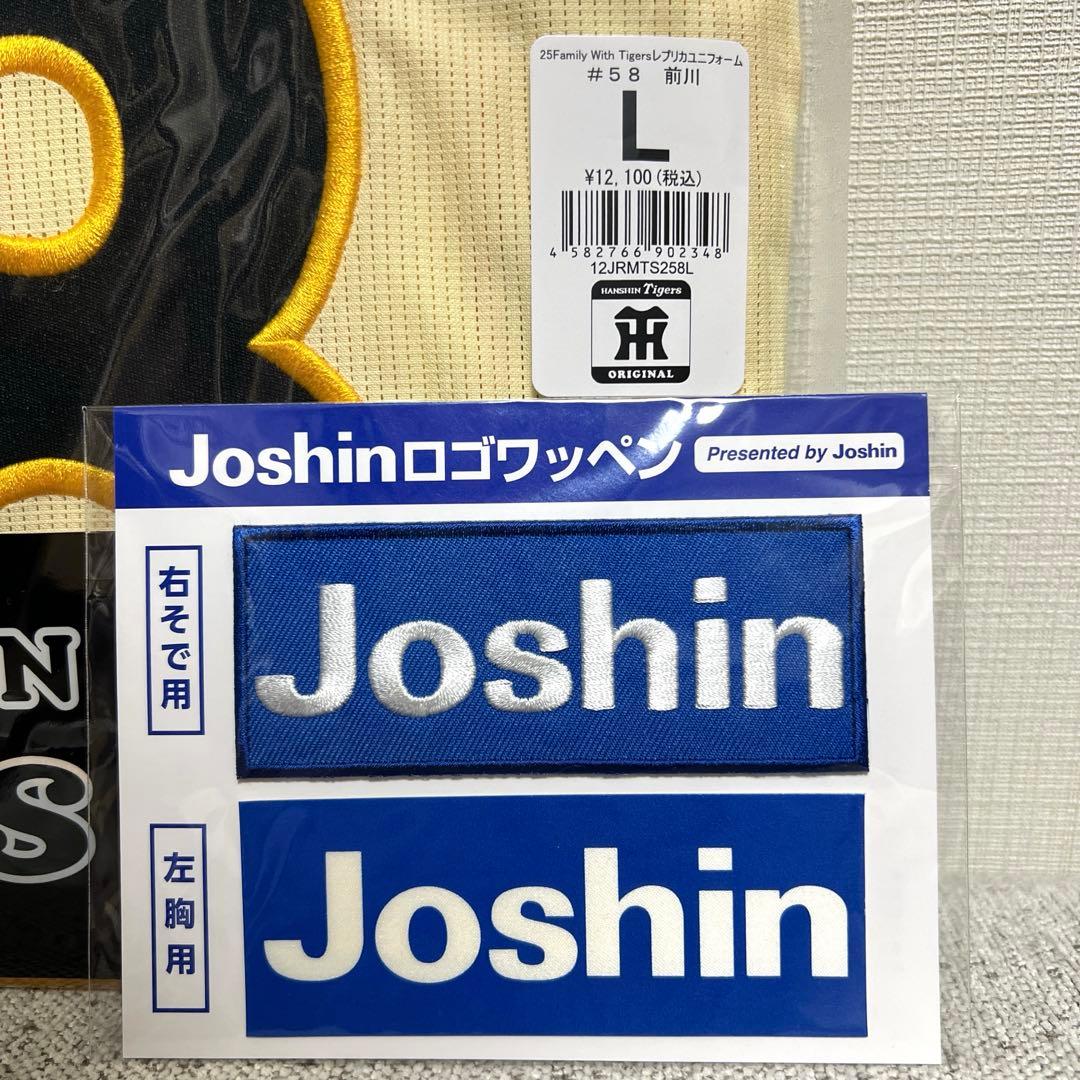 25Family With Tigersレプリカユニフォーム
#58 前川
L
¥12,100(税込)
4 582766 902348
12JRMTS258L
HANSHIN Tigers
TH
ORIGINAL
Joshinロゴワッペン
Presented by Joshin
右そで用
Joshin
左胸用
Joshin
N
S